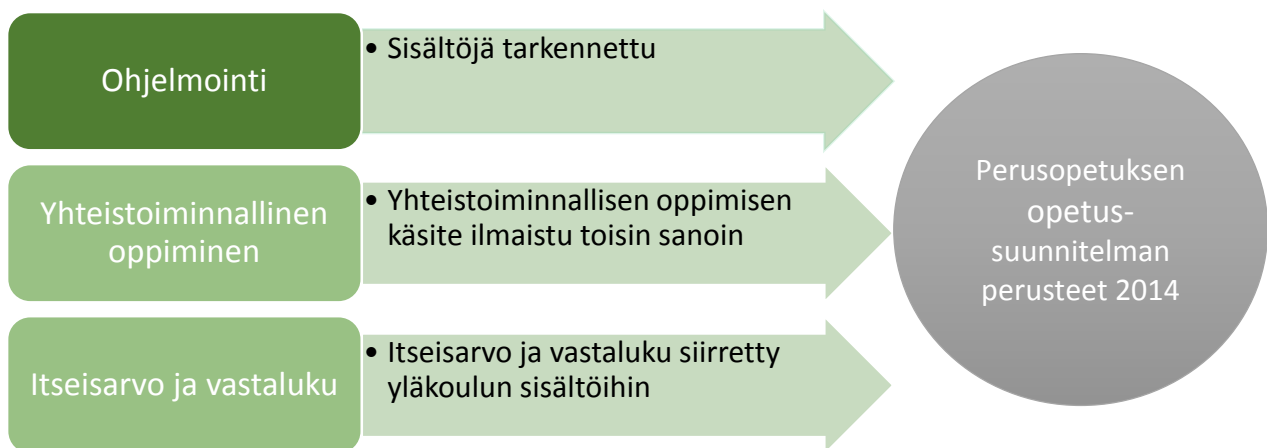 Ohjelmointi
• Sisältöjä tarkennettu
Yhteistoiminnallinen
oppiminen
• Yhteistoiminnallisen oppimisen
käsite ilmaistu toisin sanoin
Itseisarvo ja vastaluku
• Itseisarvo ja vastaluku siirretty
yläkoulun sisältöihin
Perusopetuksen
opetus-
suunnitelman
perusteet 2014